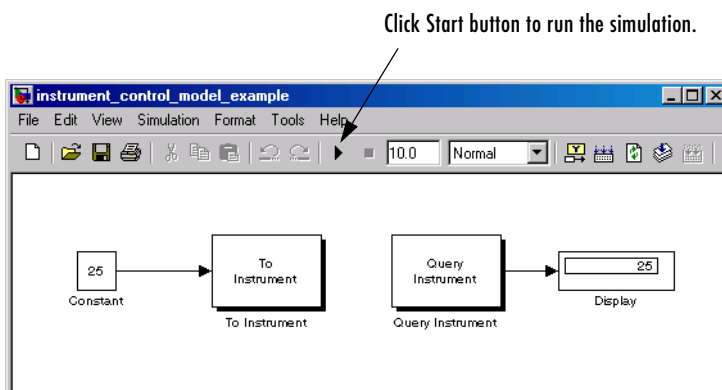 Click Start button to run the simulation.
instrument_control_model_example
File Edit View Simulation Format Tools Help
10.0 Normal
25
Constant
To
Instrument
To Instrument
Query
Instrument
Query Instrument
25
Display